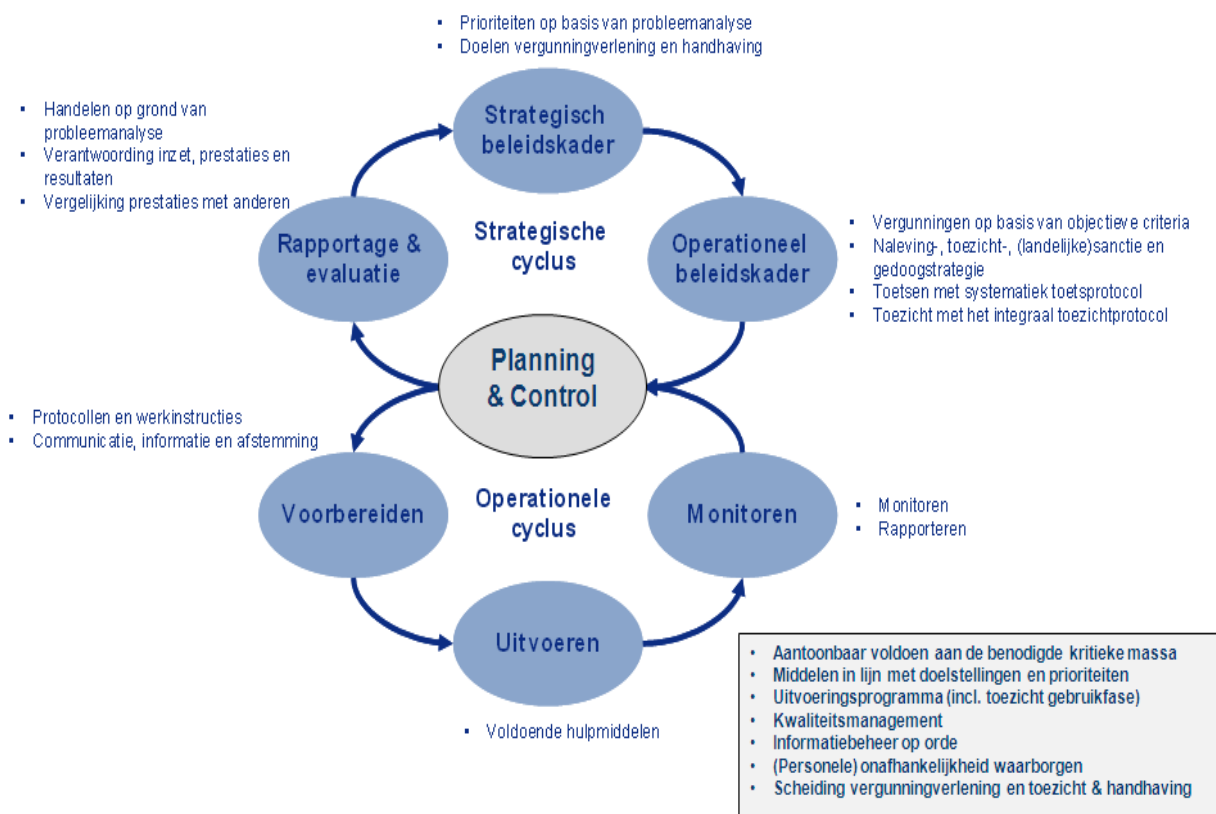 ▪ Prioriteiten op basis van probleemanalyse
▪ Doelen vergunningverlening en handhaving
▪ Handelen op grond van
probleemanalyse
▪ Verantwoording inzet, prestaties en
resultaten
▪ Vergelijking prestaties met anderen
Strategisch
beleidskader
Rapportage &
evaluatie
Strategische
cyclus
Operationeel
beleidskader
▪ Vergunningen op basis van objectieve criteria
▪ Naleving-, toezicht-, (landelijke)sanctie en
gedoogstrategie
▪ Toetsen met systematiek toetsprotocol
▪ Toezicht met het integraal toezichtprotocol
Planning
& Control
▪ Protocollen en werkinstructies
▪ Communicatie, informatie en afstemming
Voorbereiden
Operationele
cyclus
Monitoren
▪ Monitoren
▪ Rapporteren
Uitvoeren
▪ Voldoende hulpmiddelen
• Aantoonbaar voldoen aan de benodigde kritieke massa
• Middelen in lijn met doelstellingen en prioriteiten
• Uitvoeringsprogramma (incl. toezicht gebruikfase)
• Kwaliteitsmanagement
• Informatiebeheer op orde
• (Personele) onafhankelijkheid waarborgen
• Scheiding vergunningverlening en toezicht & handhaving